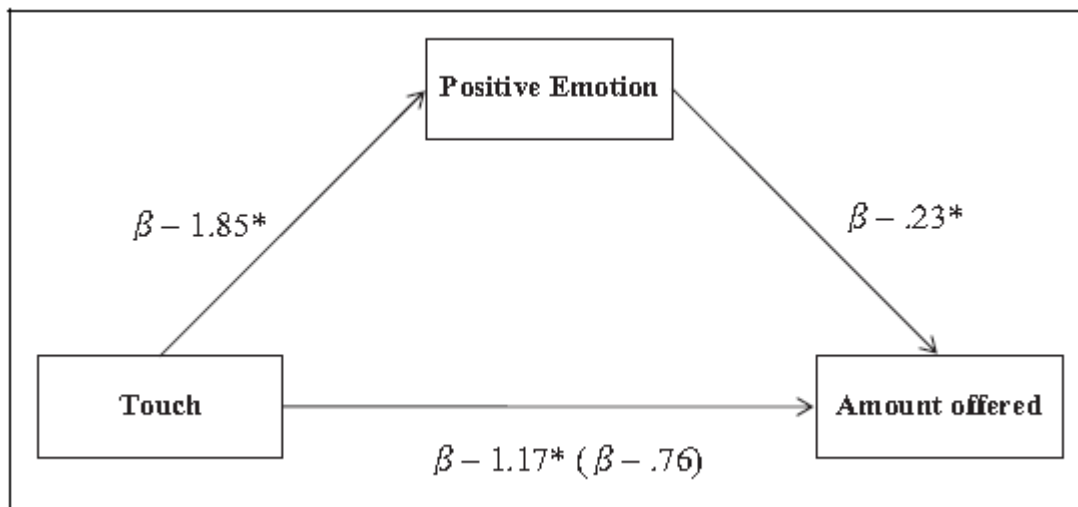 Positive Emotion
β – 1.85*
β – .23*
Touch
Amount offered
β – 1.17* (β – .76)